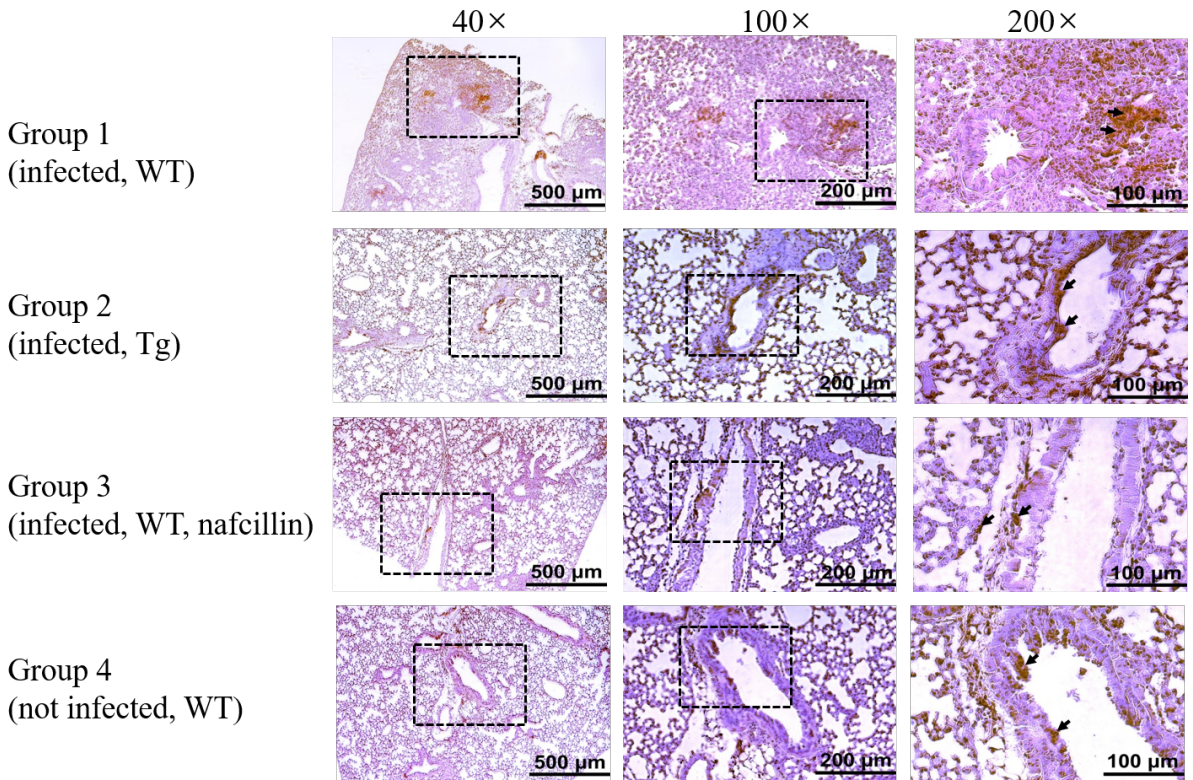 40× 100× 200×
Group 1
(infected, WT)
500 µm 200 µm 100 µm
Group 2
(infected, Tg)
500 µm 200 µm 100 µm
Group 3
(infected, WT, nafcillin)
500 µm 200 µm 100 µm
Group 4
(not infected, WT)
500 µm 200 µm 100 µm